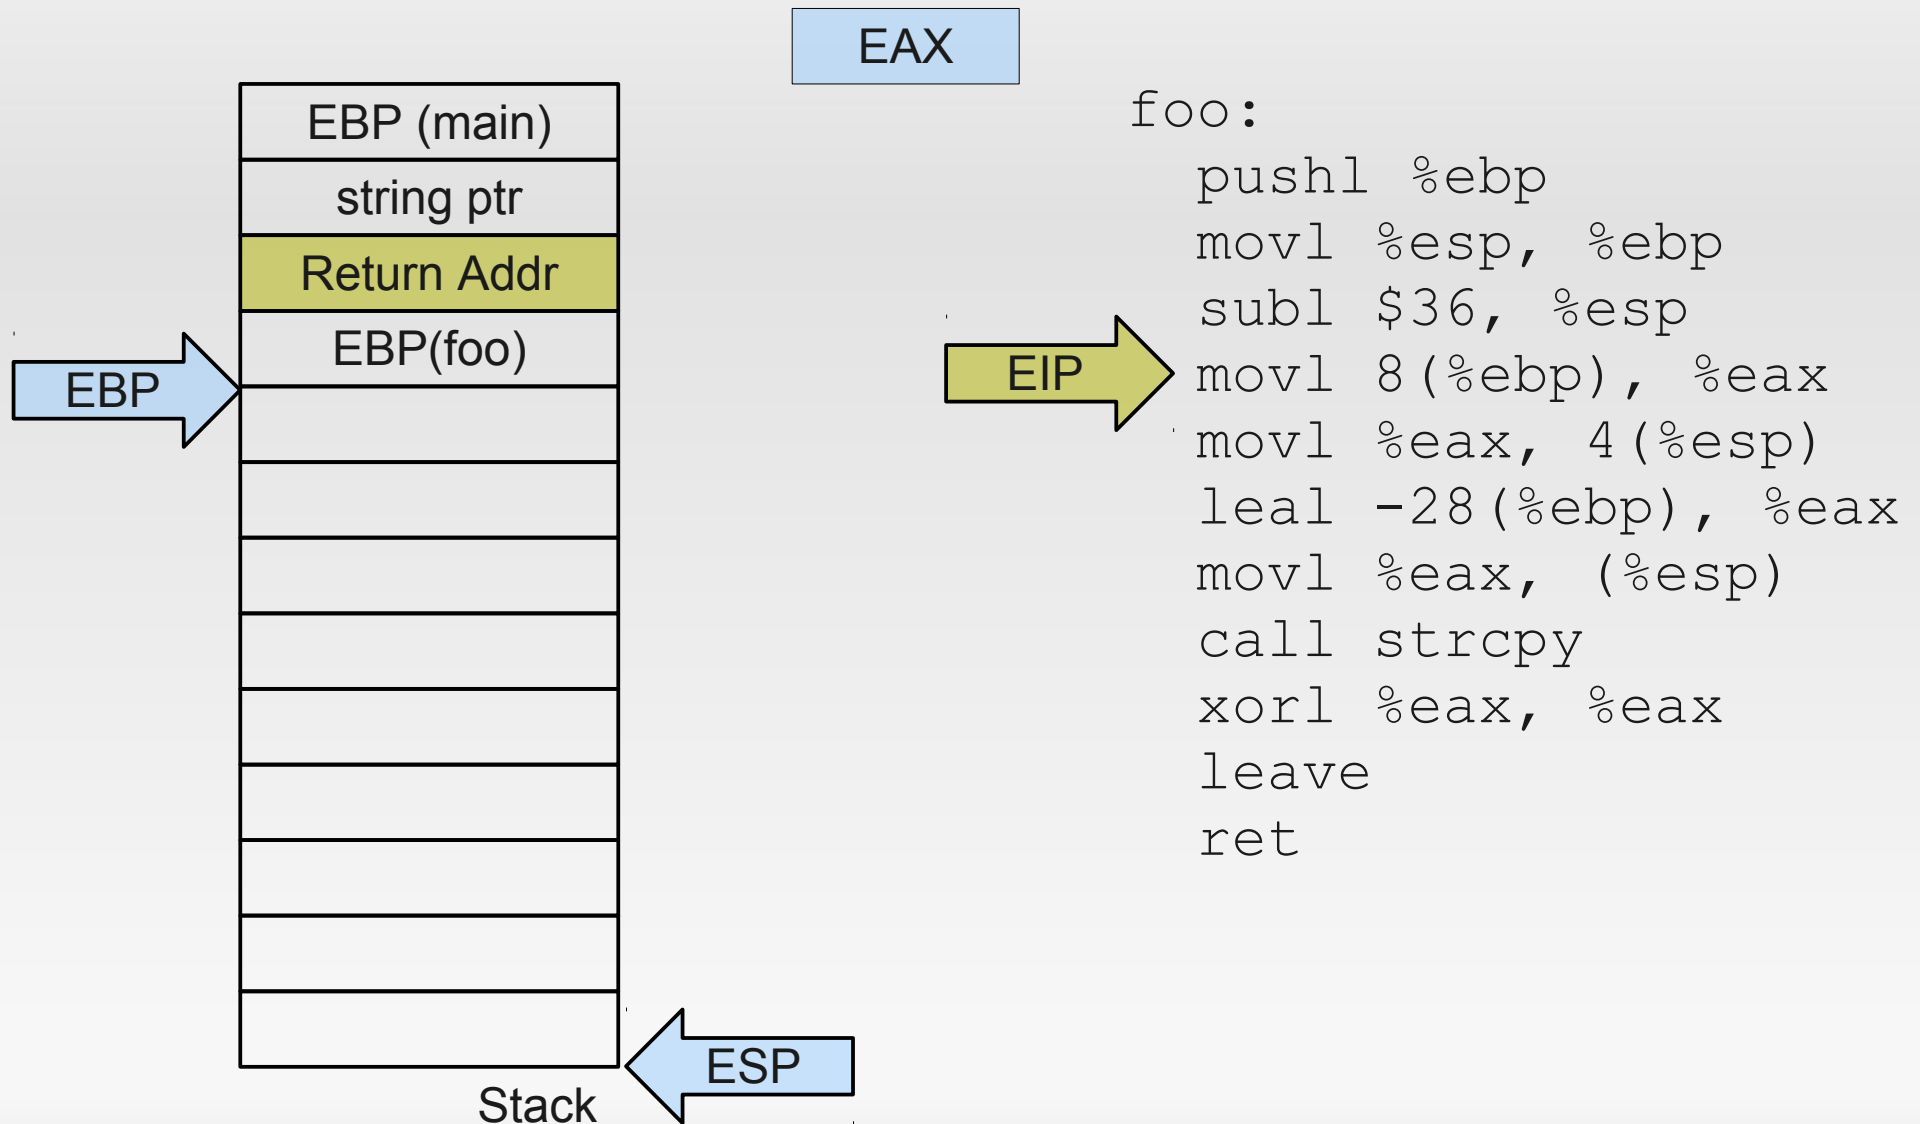 EAX
EBP (main)
string ptr
Return Addr
EBP(foo)
EBP
ESP
Stack
EIP
foo:
pushl %ebp
movl %esp, %ebp
subl $36, %esp
movl 8(%ebp), %eax
movl %eax, 4(%esp)
leal -28(%ebp), %eax
movl %eax, (%esp)
call strcpy
xorl %eax, %eax
leave
ret